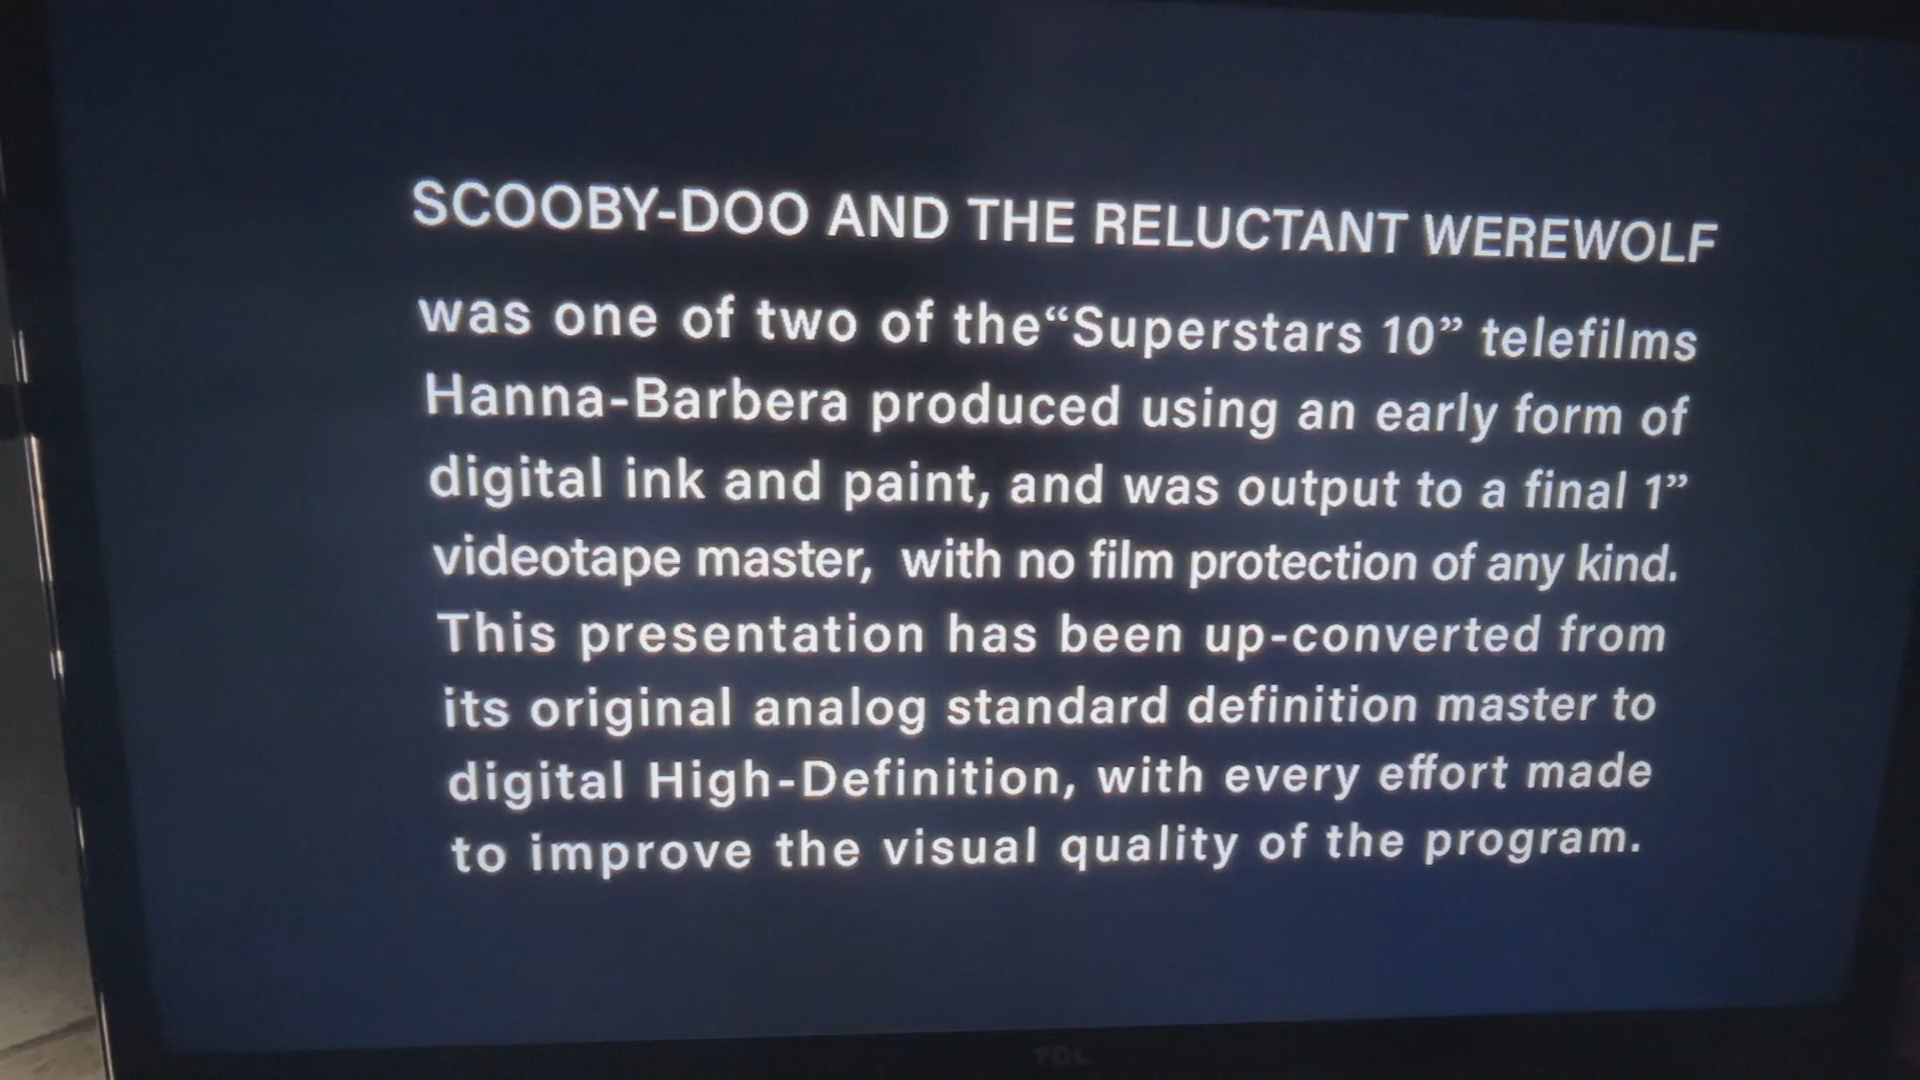 SCOOBY-DOO AND THE RELUCTANT WEREWOLF
was one of two of the“Superstars 10” telefilms
Hanna-Barbera produced using an early form of
digital ink and paint, and was output to a final 1”
videotape master,  with no film protection of any kind.
This presentation has been up-converted from
its original analog standard definition master to
digital High-Definition, with every effort made
to improve the visual quality of the program.
TCL